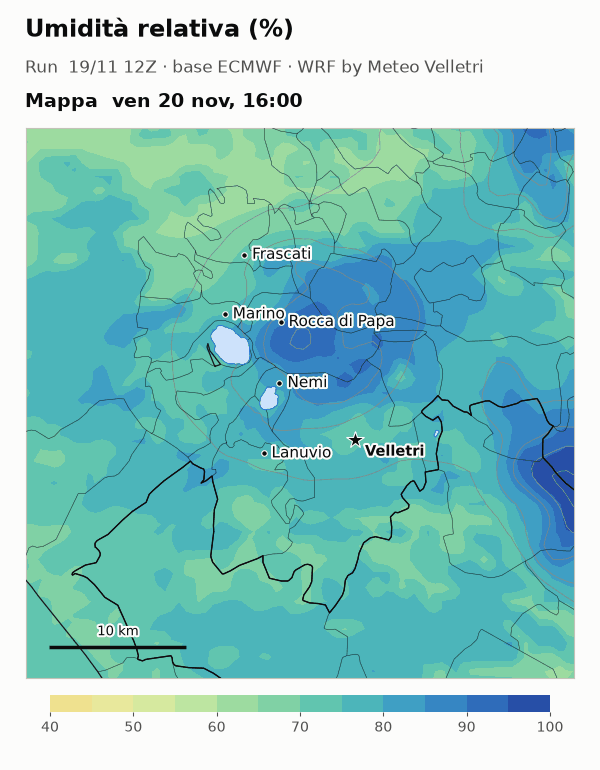 Umidità relativa (%)
Run  19/11 12Z · base ECMWF · WRF by Meteo Velletri
Mappa  ven 20 nov, 16:00
Frascati
Marino
Rocca di Papa
Nemi
Velletri
Lanuvio
10 km
40 50 60 70 80 90 100